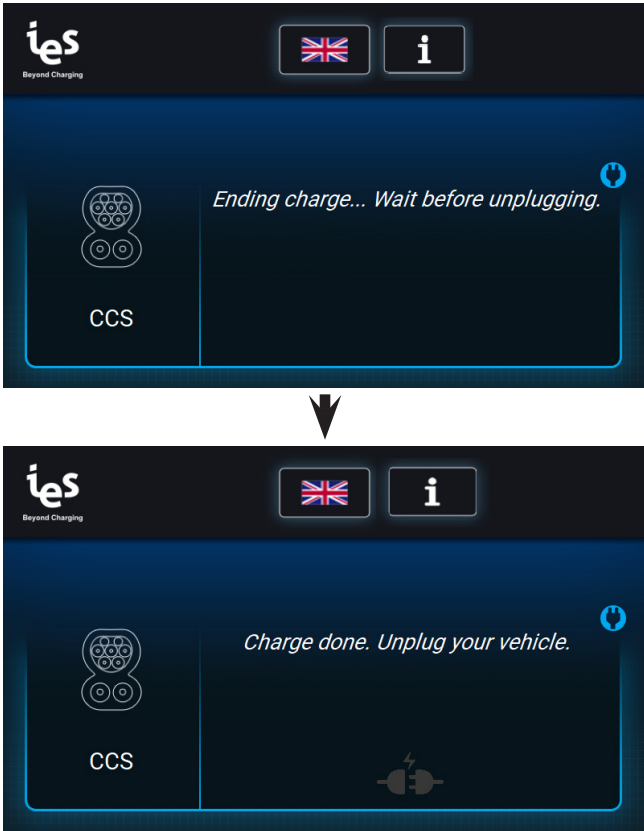 ies
Beyond Charging
i
Ending charge... Wait before unplugging.
CCS
ies
Beyond Charging
i
Charge done. Unplug your vehicle.
CCS